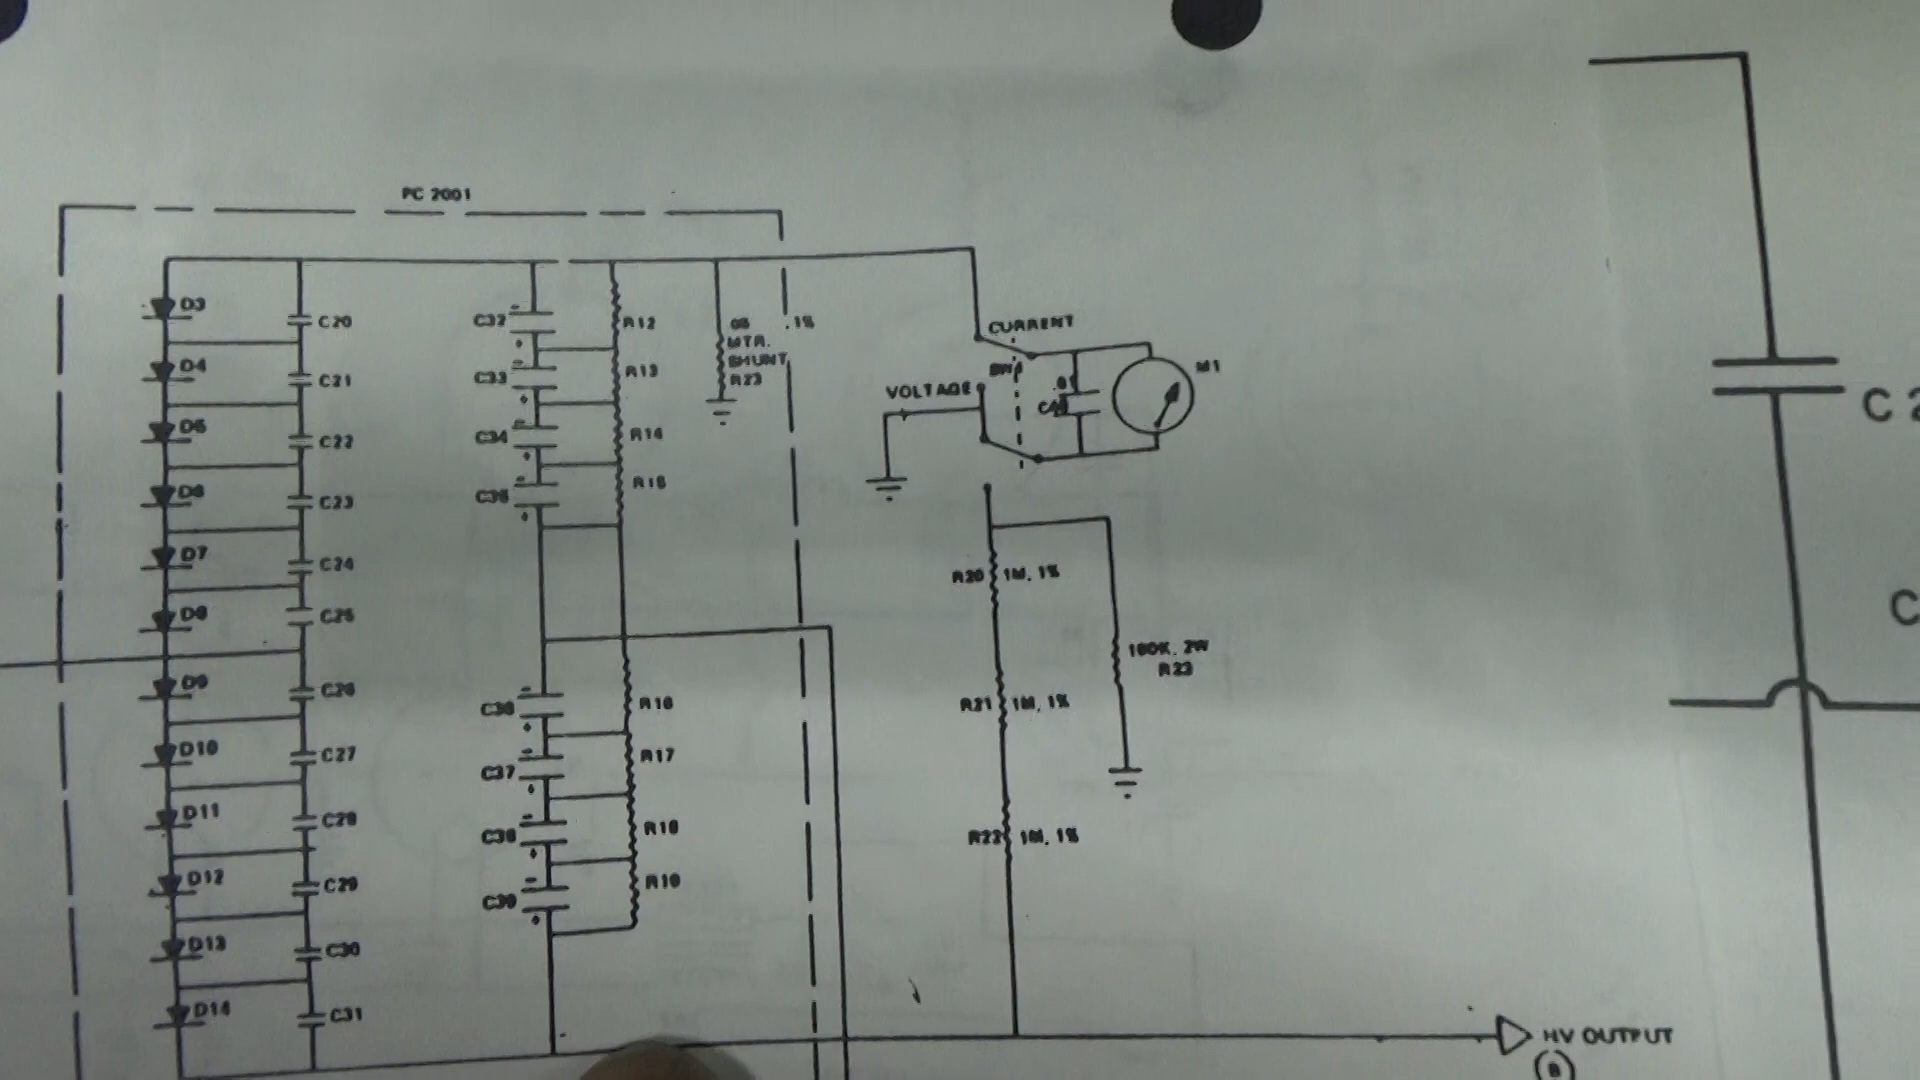 PC 2001
D3
D4
D5
D6
D7
D8
D9
D10
D11
D12
D13
D14
C20
C21
C22
C23
C24
C25
C26
C27
C28
C29
C30
C31
C32
C33
C34
C35
C36
C37
C38
C39
R12
R13
R14
R15
R16
R17
R18
R19
.1%
MTR.
SHUNT
R23
CURRENT
SW
VOLTAGE
.01
M1
R20 1M, 1%
R21 1M, 1%
R22 1M, 1%
2W
R23
HV OUTPUT
C 2
C